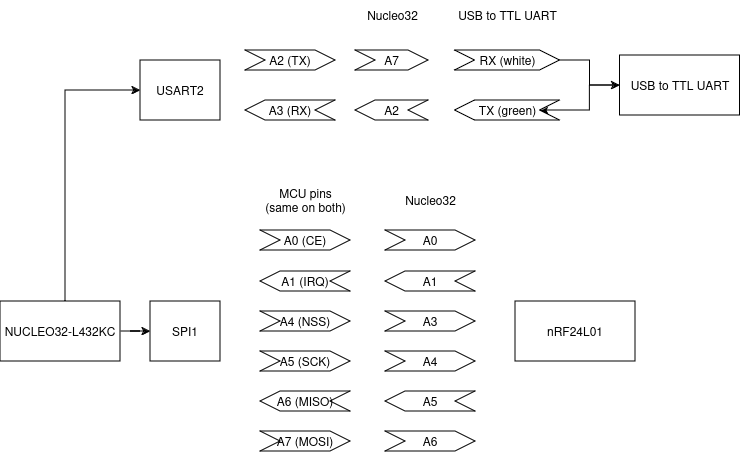 Nucleo32
USB to TTL UART
A2 (TX)
A7
RX (white)
USART2
USB to TTL UART
A3 (RX)
A2
TX (green)
MCU pins
(same on both)
Nucleo32
A0 (CE)
A0
A1 (IRQ)
A1
NUCLEO32-L432KC
SPI1
A4 (NSS)
A3
nRF24L01
A5 (SCK)
A4
A6 (MISO)
A5
A7 (MOSI)
A6